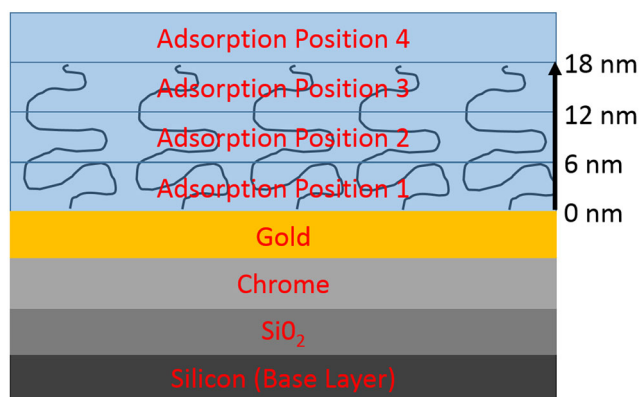 Adsorption Position 4
18 nm
Adsorption Position 3
12 nm
Adsorption Position 2
6 nm
Adsorption Position 1
0 nm
Gold
Chrome
Si0₂
Silicon (Base Layer)